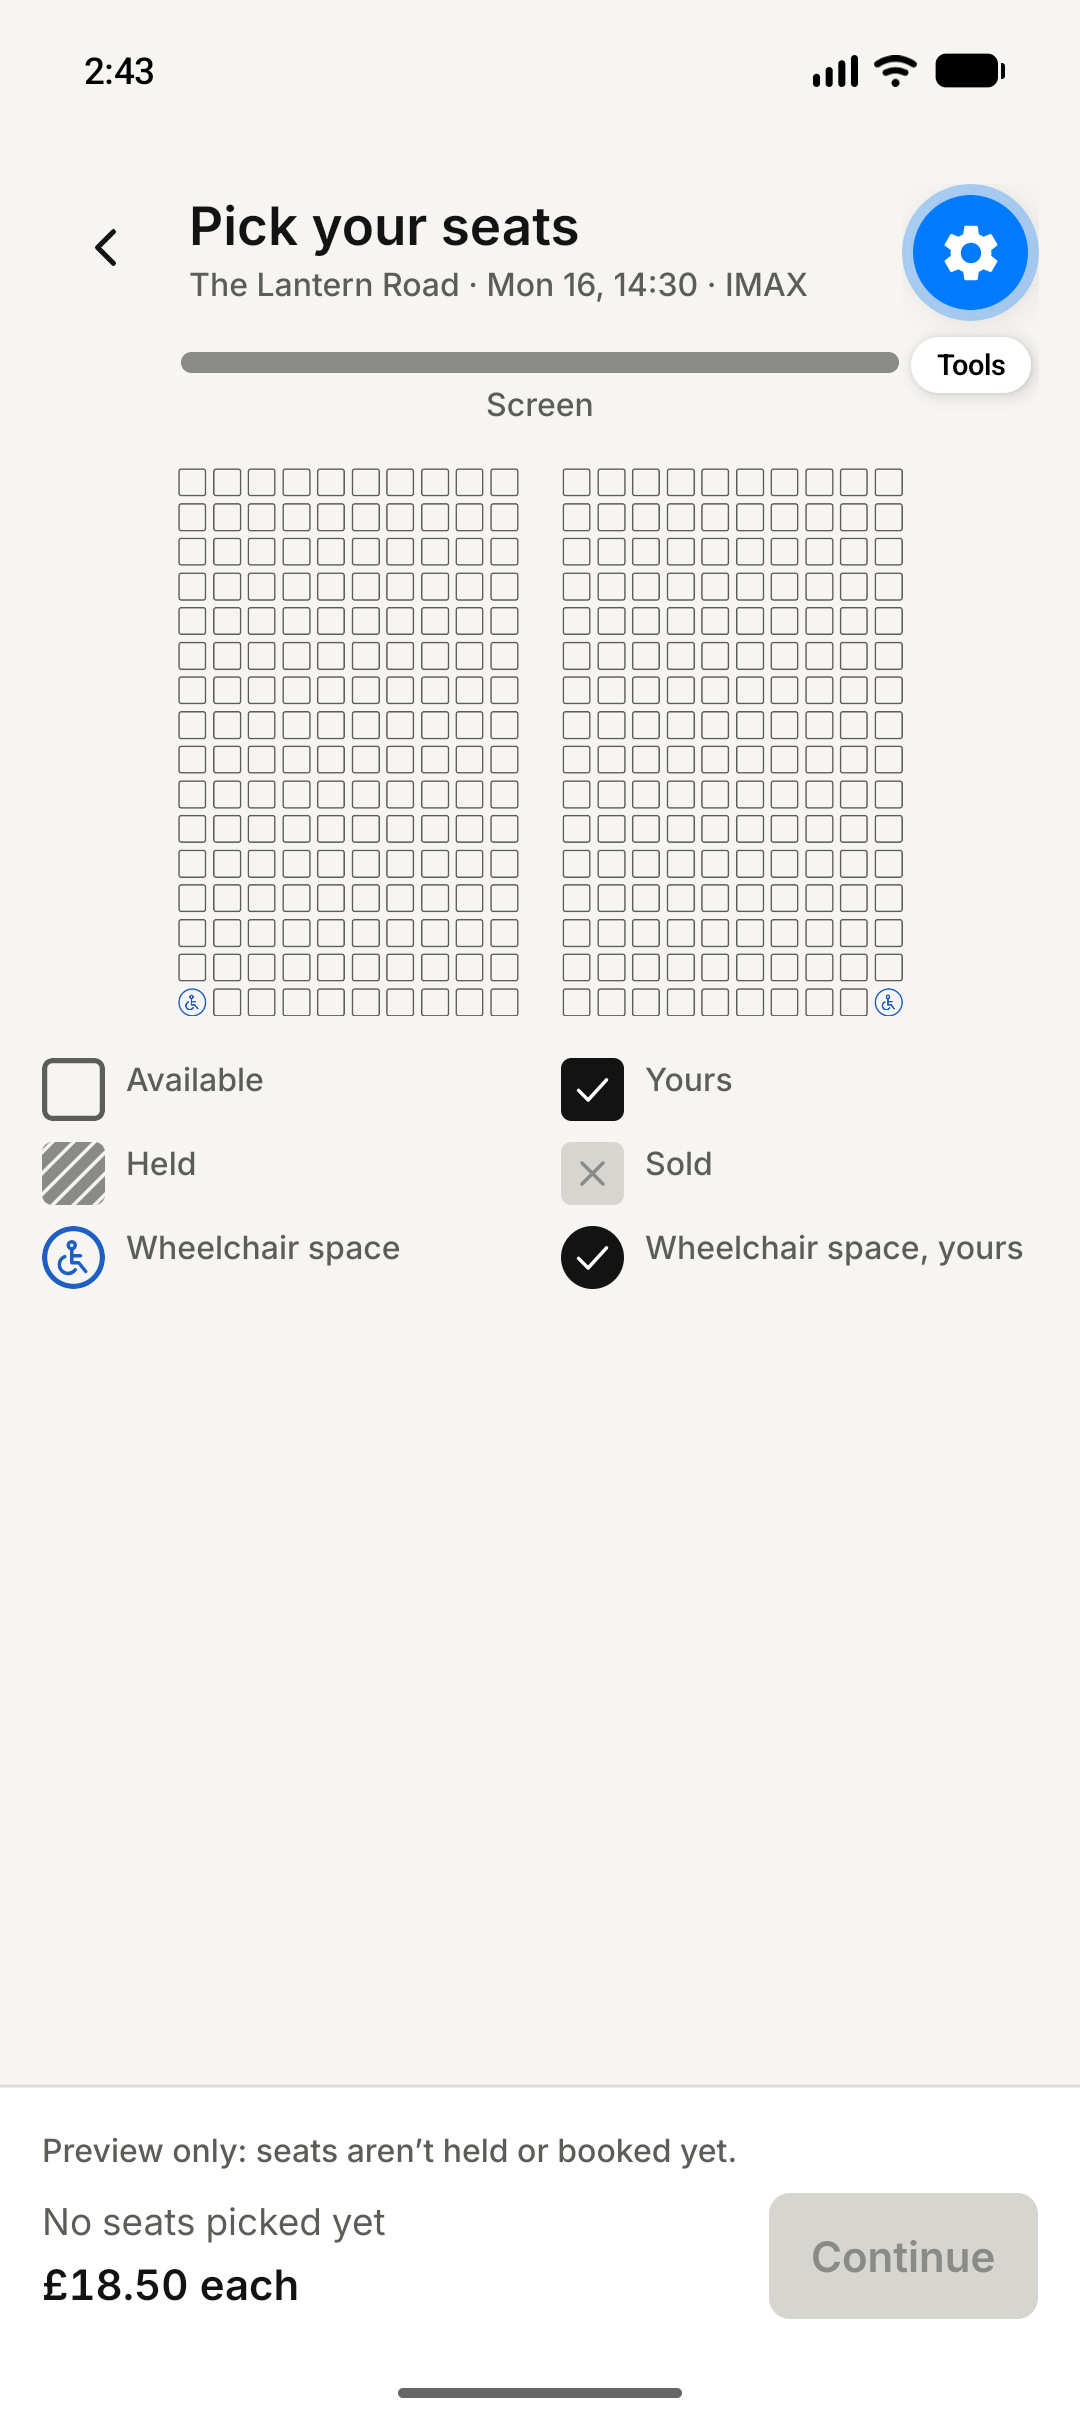 2:43
Pick your seats
The Lantern Road · Mon 16, 14:30 · IMAX
Tools
Screen
Available
Yours
Held
Sold
Wheelchair space
Wheelchair space, yours
Preview only: seats aren’t held or booked yet.
No seats picked yet
£18.50 each
Continue